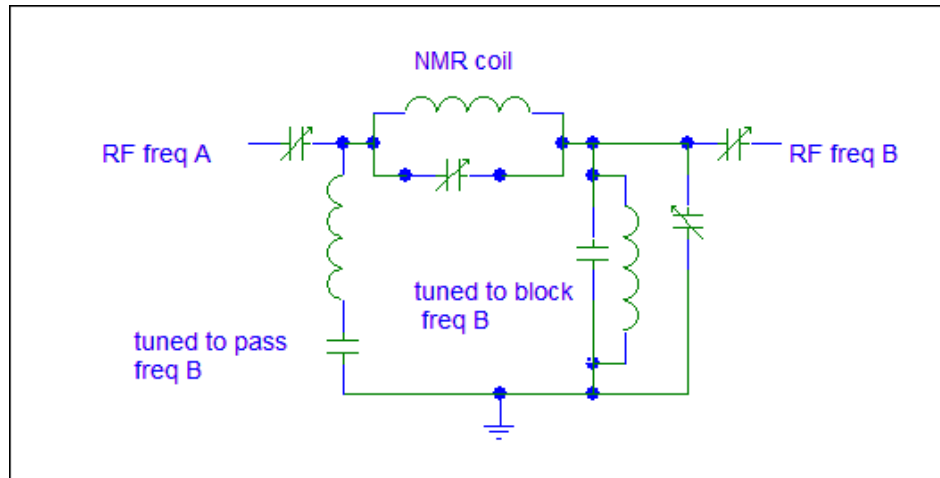 NMR coil
RF freq A
RF freq B
tuned to block
freq B
tuned to pass
freq B